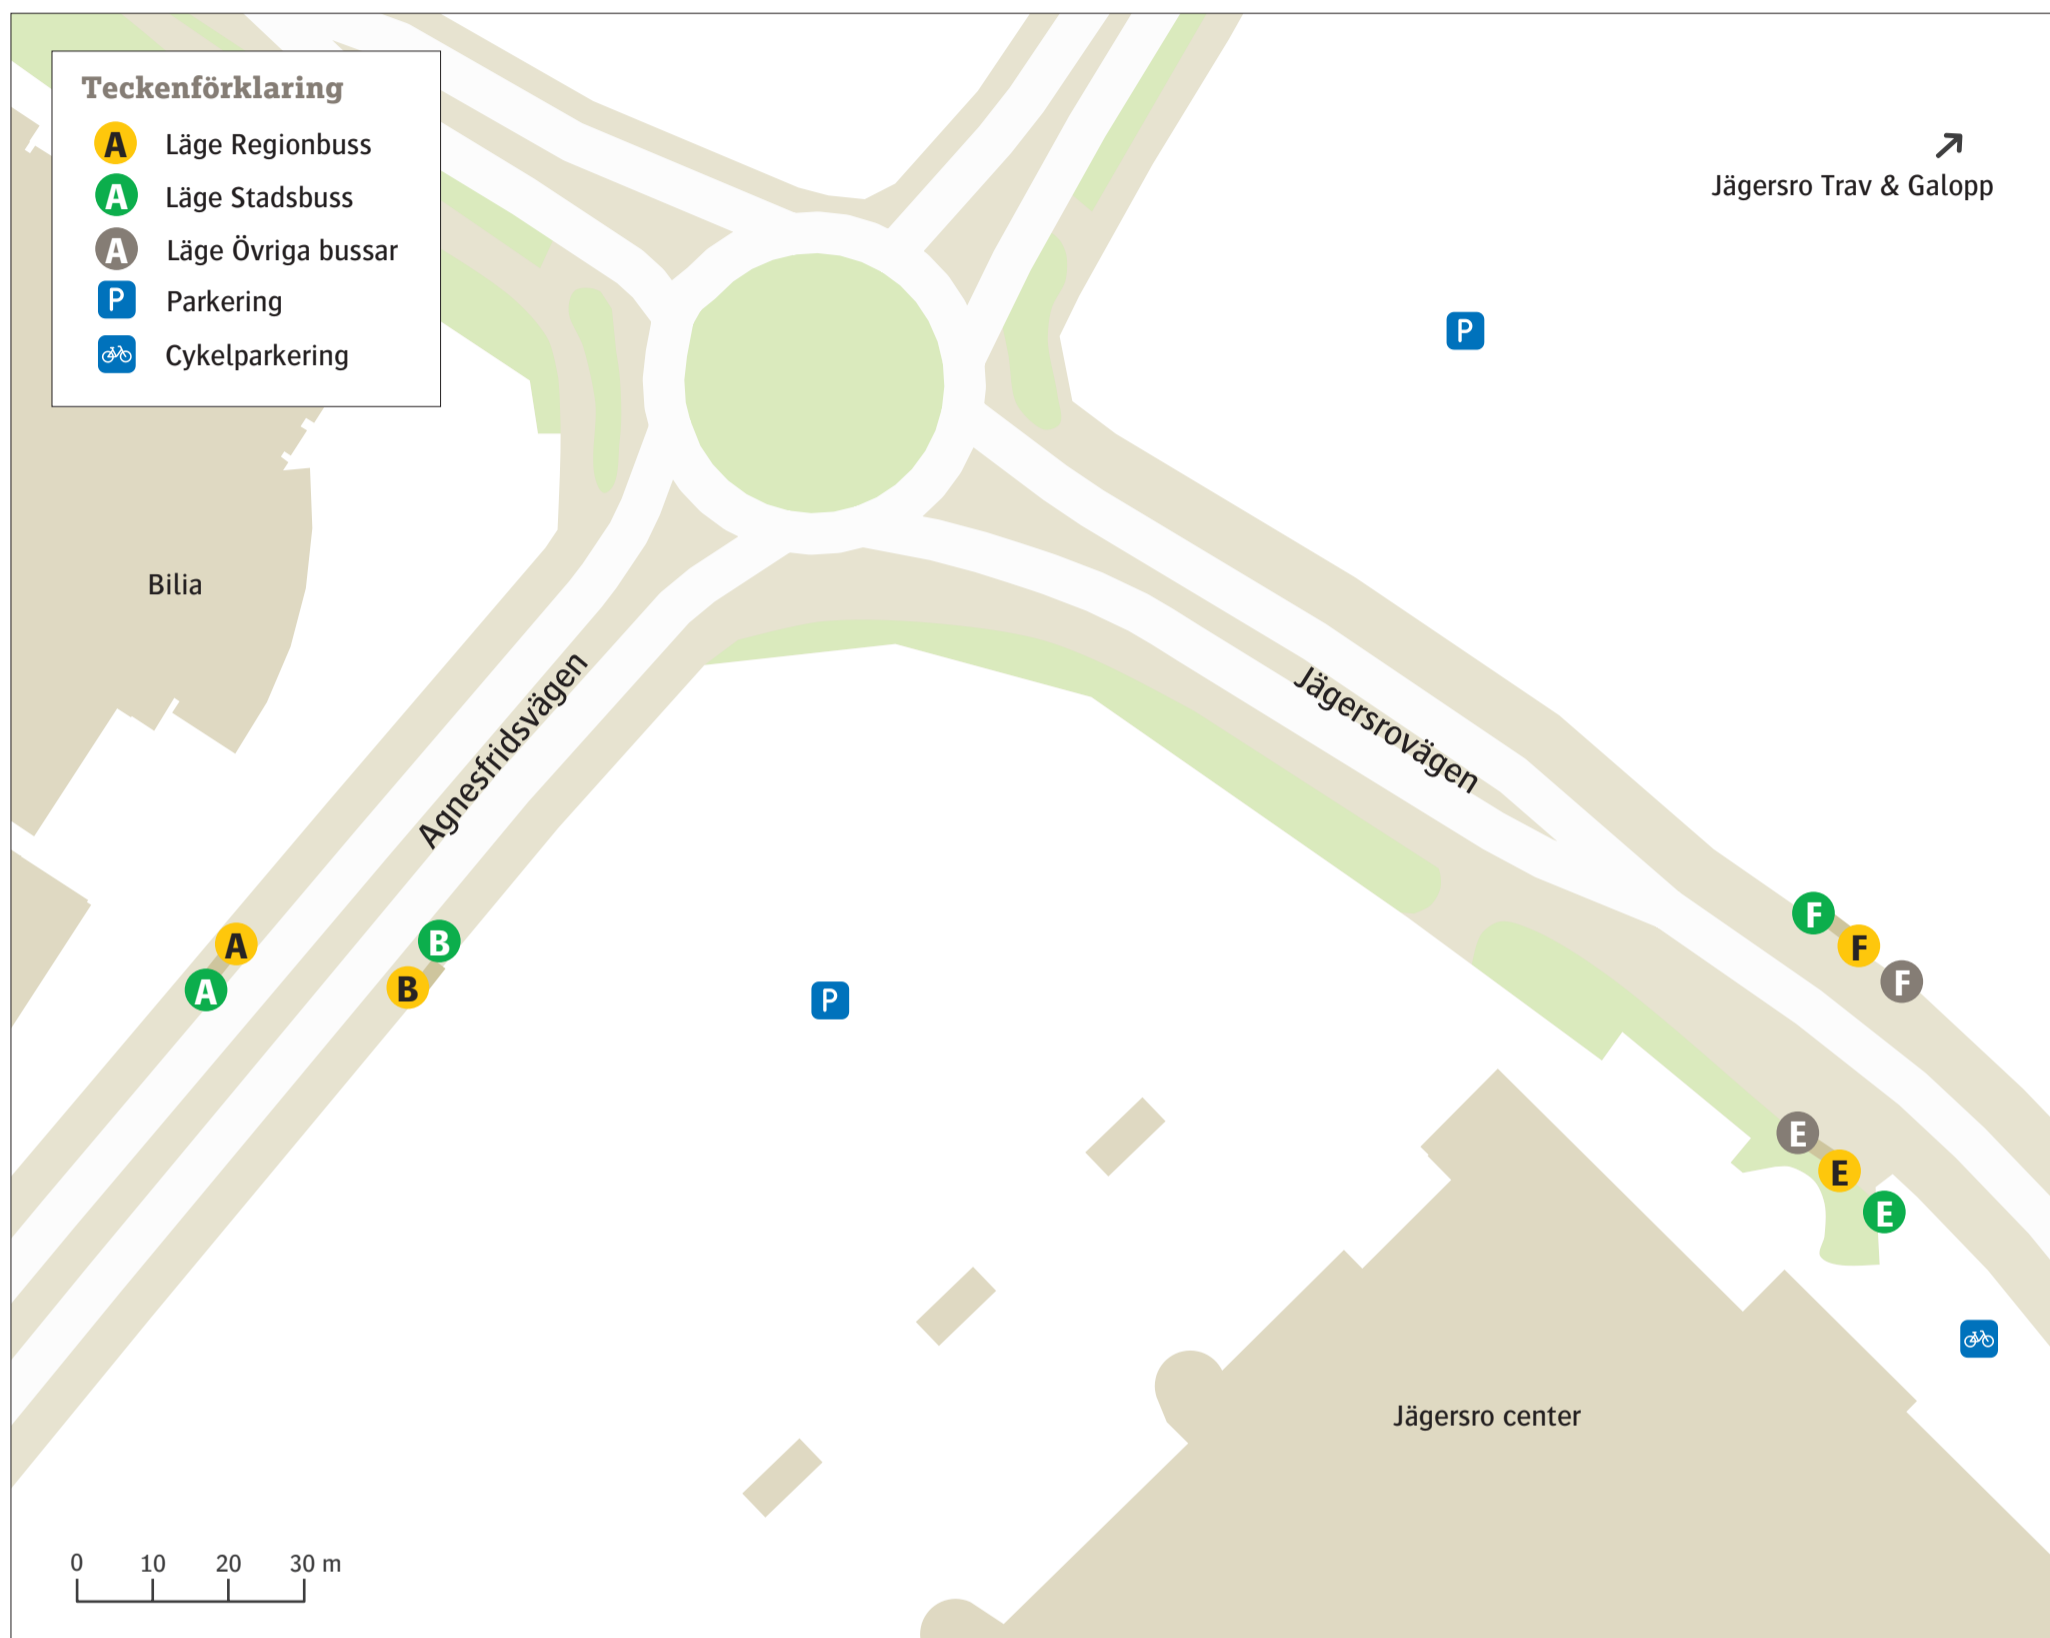 Teckenförklaring
A Läge Regionbuss
A Läge Stadsbuss
A Läge Övriga bussar
P Parkering
Cykelparkering
Jägersro Trav & Galopp
P
Bilia
Agnesfridsvägen
Jägersrovägen
F
F
F
A
A
B
B
P
E
E
E
Jägersro center
0 10 20 30 m